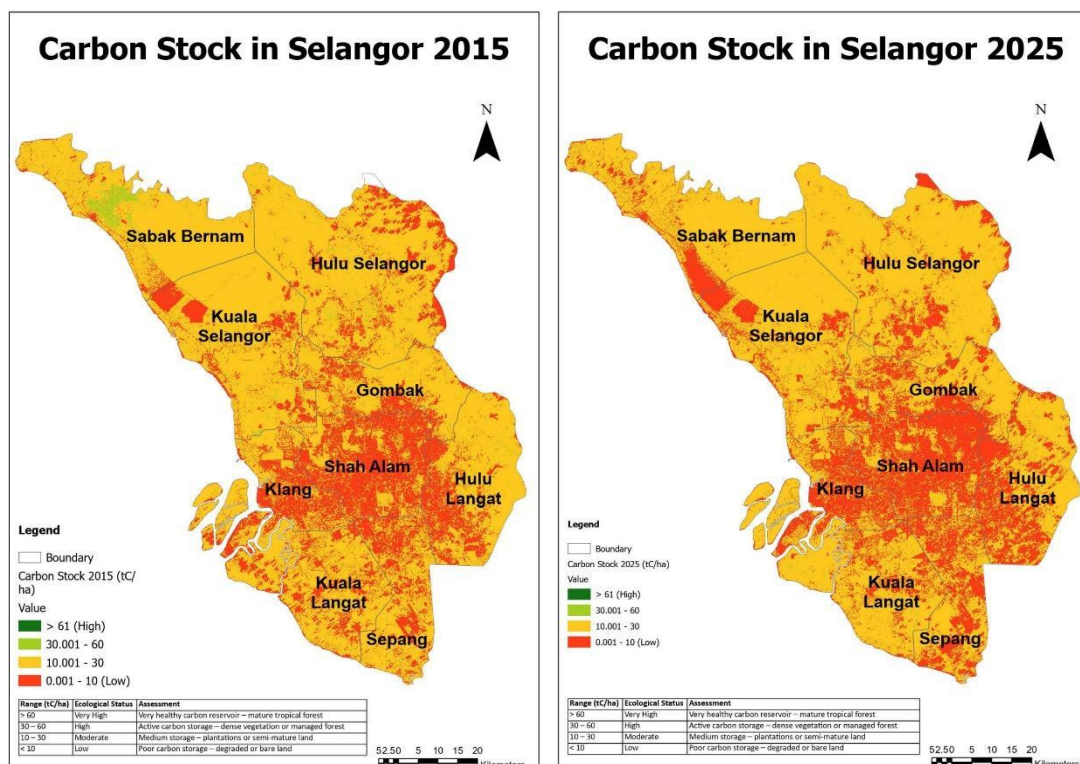 Carbon Stock in Selangor 2015
N
Sabak Bernam
Hulu Selangor
Kuala
Selangor
Gombak
Shah Alam
Klang
Hulu
Langat
Kuala
Langat
Sepang
Legend
Boundary
Carbon Stock 2015 (tC/
ha)
Value
> 61 (High)
30.001 - 60
10.001 - 30
0.001 - 10 (Low)
Range (tC/ha) Ecological Status Assessment
> 60 Very High Very healthy carbon reservoir – mature tropical forest
30 – 60 High Active carbon storage – dense vegetation or managed forest
10 – 30 Moderate Medium storage – plantations or semi-mature land
< 10 Low Poor carbon storage – degraded or bare land
52.50 5 10 15 20
Kilometers
Carbon Stock in Selangor 2025
N
Sabak Bernam
Hulu Selangor
Kuala
Selangor
Gombak
Shah Alam
Klang
Hulu
Langat
Kuala
Langat
Sepang
Legend
Boundary
Carbon Stock 2025 (tC/ha)
Value
> 61 (High)
30.001 - 60
10.001 - 30
0.001 - 10 (Low)
Range (tC/ha) Ecological Status Assessment
> 60 Very High Very healthy carbon reservoir – mature tropical forest
30 – 60 High Active carbon storage – dense vegetation or managed forest
10 – 30 Moderate Medium storage – plantations or semi-mature land
< 10 Low Poor carbon storage – degraded or bare land
52.50 5 10 15 20
Kilometers